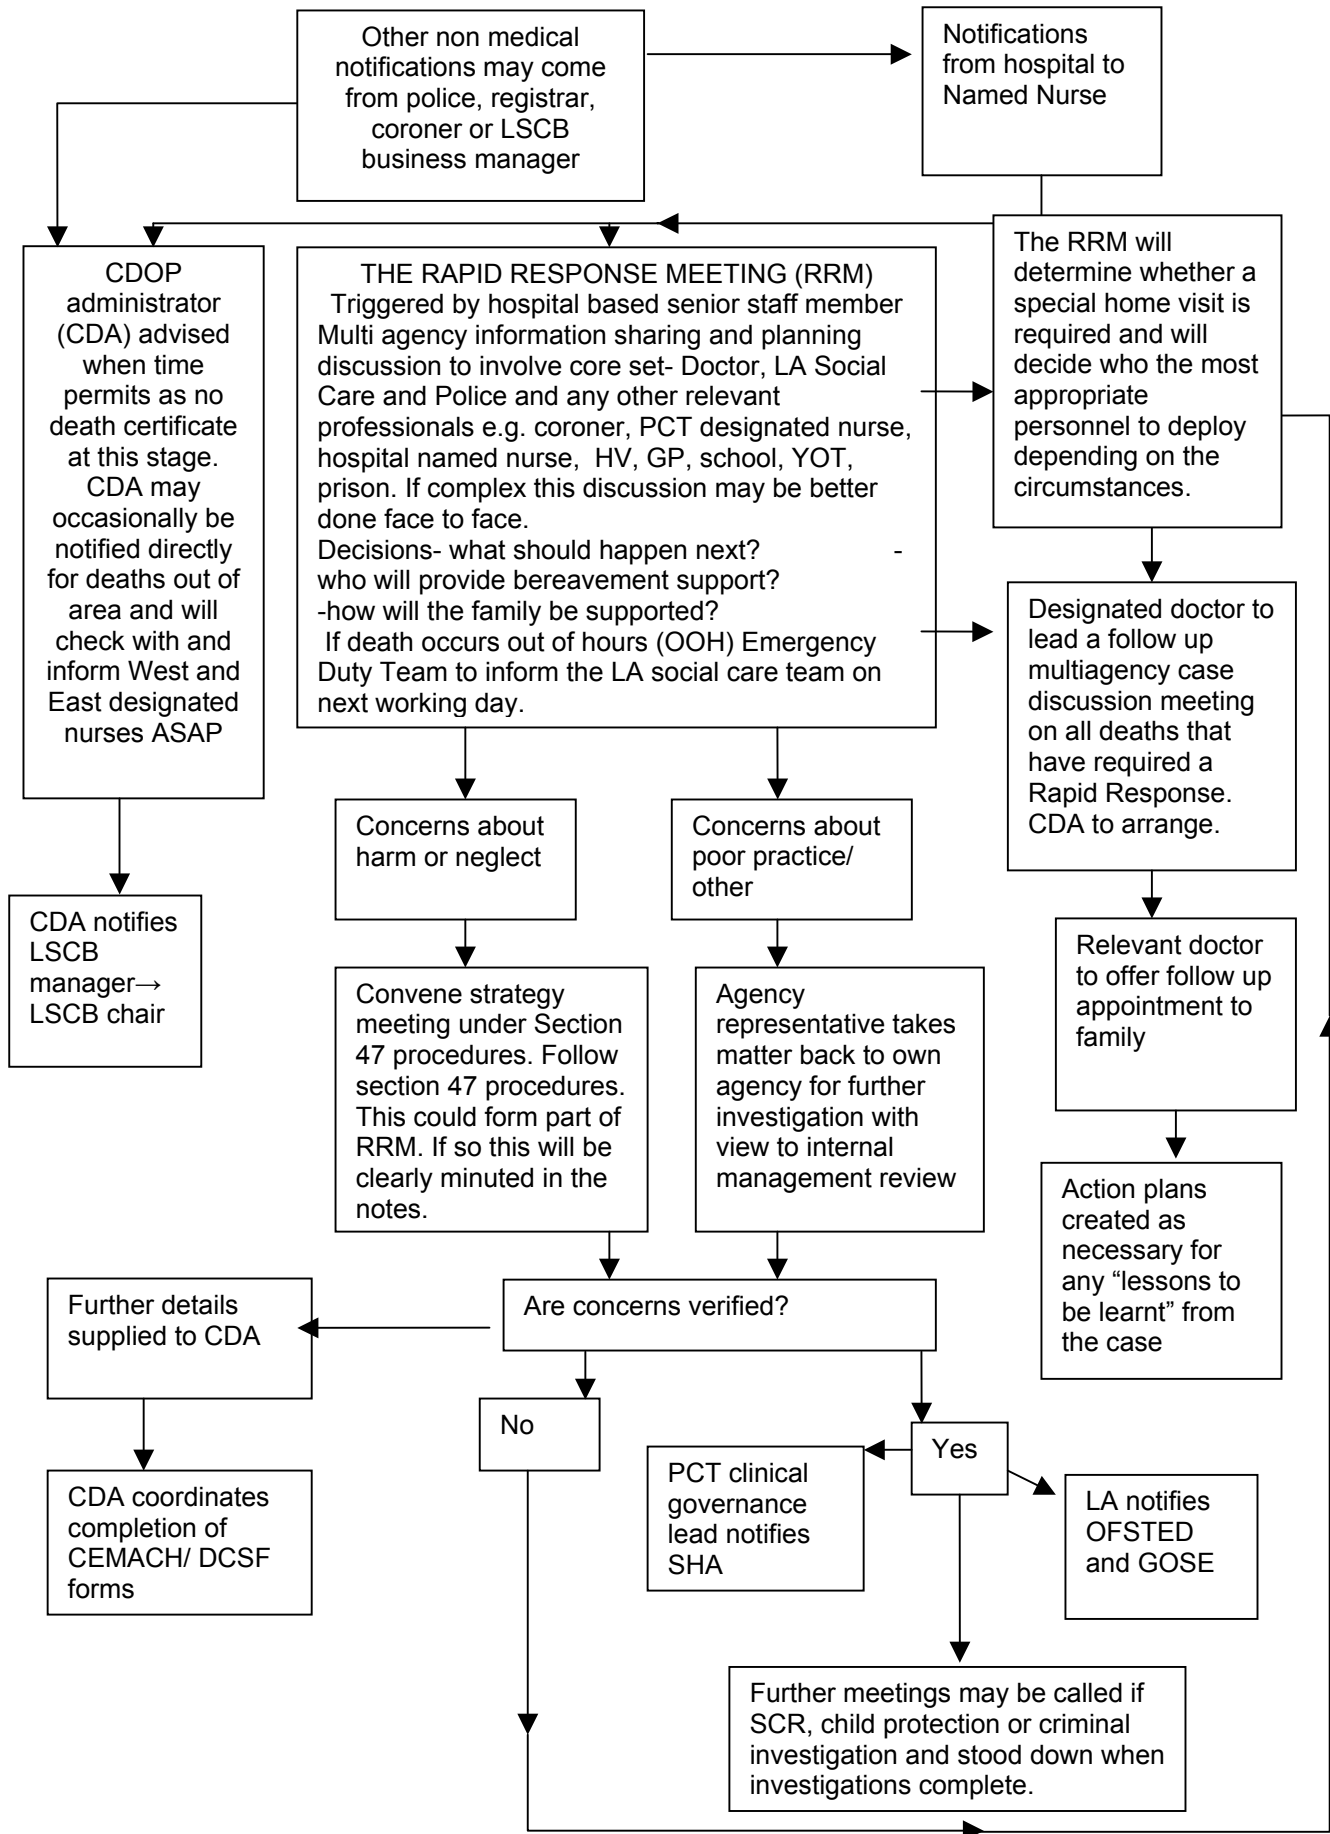 Other non medical
notifications may come
from police, registrar,
coroner or LSCB
business manager
Notifications
from hospital to
Named Nurse
CDOP
administrator
(CDA) advised
when time
permits as no
death certificate
at this stage.
CDA may
occasionally be
notified directly
for deaths out of
area and will
check with and
inform West and
East designated
nurses ASAP
THE RAPID RESPONSE MEETING (RRM)
Triggered by hospital based senior staff member
Multi agency information sharing and planning
discussion to involve core set- Doctor, LA Social
Care and Police and any other relevant
professionals e.g. coroner, PCT designated nurse,
hospital named nurse, HV, GP, school, YOT,
prison. If complex this discussion may be better
done face to face.
Decisions- what should happen next? -
who will provide bereavement support?
-how will the family be supported?
If death occurs out of hours (OOH) Emergency
Duty Team to inform the LA social care team on
next working day.
The RRM will
determine whether a
special home visit is
required and will
decide who the most
appropriate
personnel to deploy
depending on the
circumstances.
Designated doctor to
lead a follow up
multiagency case
discussion meeting
on all deaths that
have required a
Rapid Response.
CDA to arrange.
Concerns about
harm or neglect
Concerns about
poor practice/
other
CDA notifies
LSCB
manager→
LSCB chair
Relevant doctor
to offer follow up
appointment to
family
Convene strategy
meeting under Section
47 procedures. Follow
section 47 procedures.
This could form part of
RRM. If so this will be
clearly minuted in the
notes.
Agency
representative takes
matter back to own
agency for further
investigation with
view to internal
management review
Action plans
created as
necessary for
any “lessons to
be learnt” from
the case
Further details
supplied to CDA
Are concerns verified?
No
Yes
PCT clinical
governance
lead notifies
SHA
LA notifies
OFSTED
and GOSE
CDA coordinates
completion of
CEMACH/ DCSF
forms
Further meetings may be called if
SCR, child protection or criminal
investigation and stood down when
investigations complete.